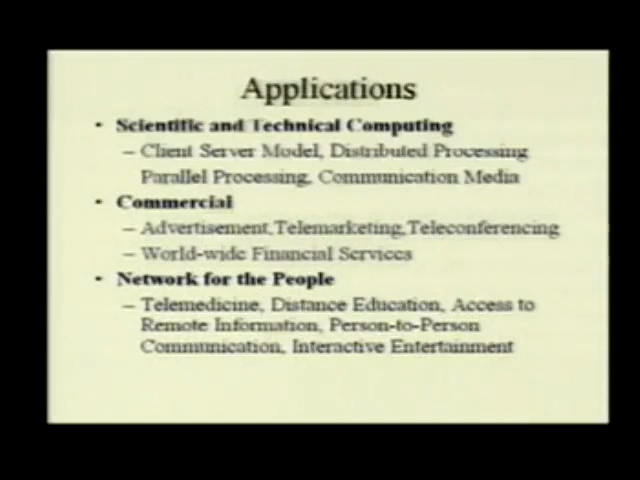 Applications
• Scientific and Technical Computing
– Client Server Model, Distributed Processing
Parallel Processing, Communication Media
• Commercial
– Advertisement,Telemarketing,Teleconferencing
– World-wide Financial Services
• Network for the People
– Telemedicine, Distance Education, Access to
Remote Information, Person-to-Person
Communication, Interactive Entertainment